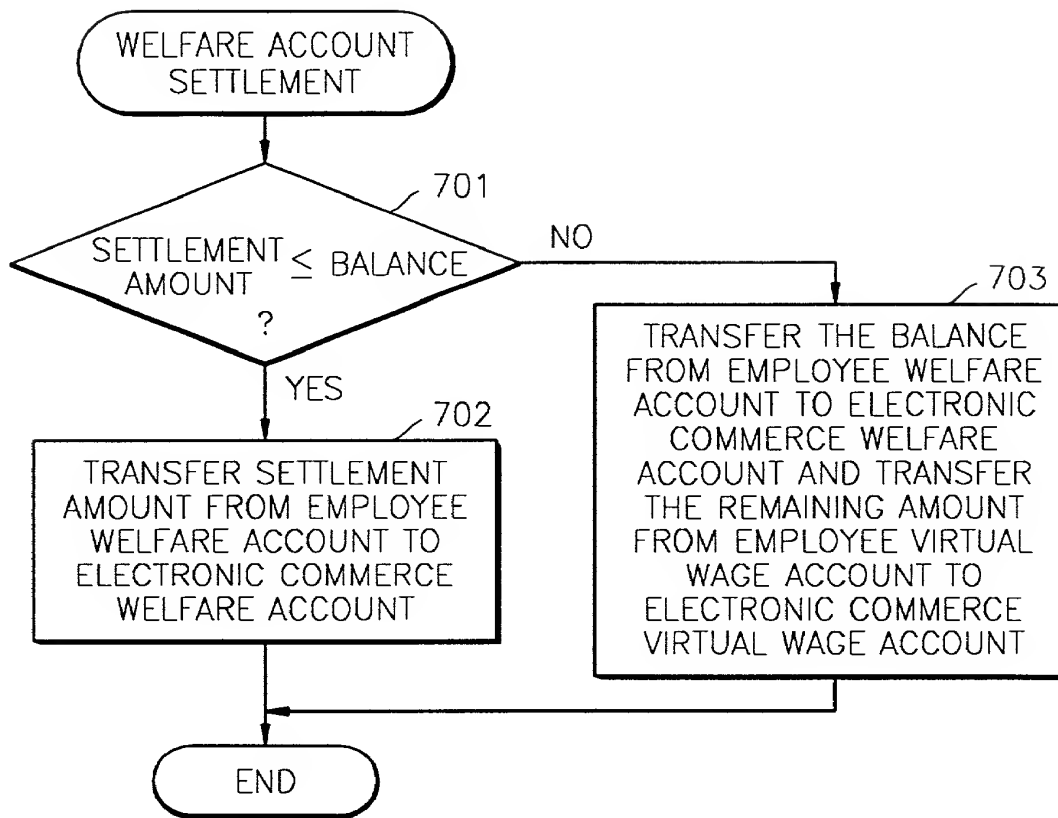 WELFARE ACCOUNT
SETTLEMENT
701
SETTLEMENT
AMOUNT ≤ BALANCE
?
NO
YES
702
TRANSFER SETTLEMENT
AMOUNT FROM EMPLOYEE
WELFARE ACCOUNT TO
ELECTRONIC COMMERCE
WELFARE ACCOUNT
703
TRANSFER THE BALANCE
FROM EMPLOYEE WELFARE
ACCOUNT TO ELECTRONIC
COMMERCE WELFARE
ACCOUNT AND TRANSFER
THE REMAINING AMOUNT
FROM EMPLOYEE VIRTUAL
WAGE ACCOUNT TO
ELECTRONIC COMMERCE
VIRTUAL WAGE ACCOUNT
END